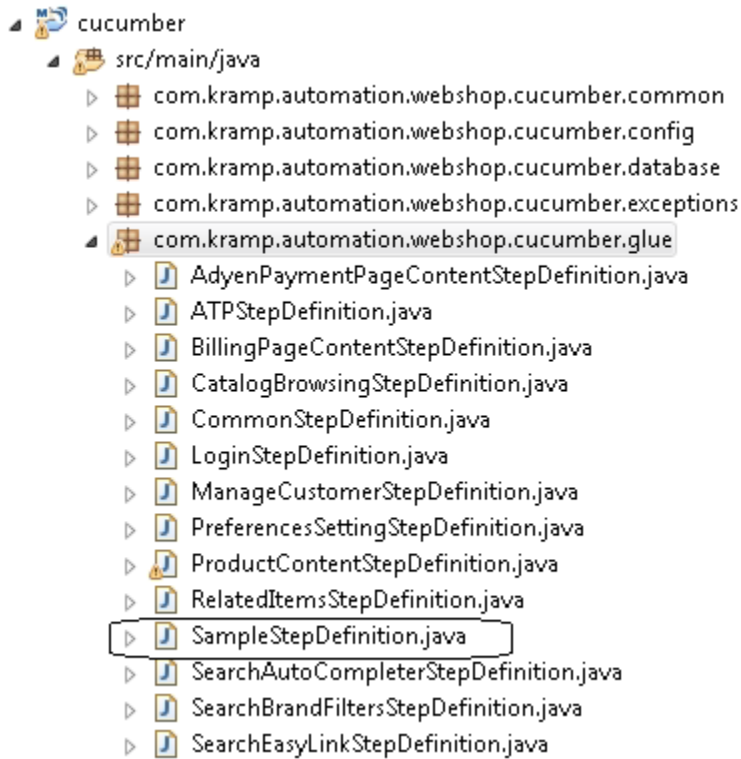 cucumber
src/main/java
com.kramp.automation.webshop.cucumber.common
com.kramp.automation.webshop.cucumber.config
com.kramp.automation.webshop.cucumber.database
com.kramp.automation.webshop.cucumber.exceptions
com.kramp.automation.webshop.cucumber.glue
AdyenPaymentPageContentStepDefinition.java
ATPStepDefinition.java
BillingPageContentStepDefinition.java
CatalogBrowsingStepDefinition.java
CommonStepDefinition.java
LoginStepDefinition.java
ManageCustomerStepDefinition.java
PreferencesSettingStepDefinition.java
ProductContentStepDefinition.java
RelatedItemsStepDefinition.java
SampleStepDefinition.java
SearchAutoCompleterStepDefinition.java
SearchBrandFiltersStepDefinition.java
SearchEasyLinkStepDefinition.java